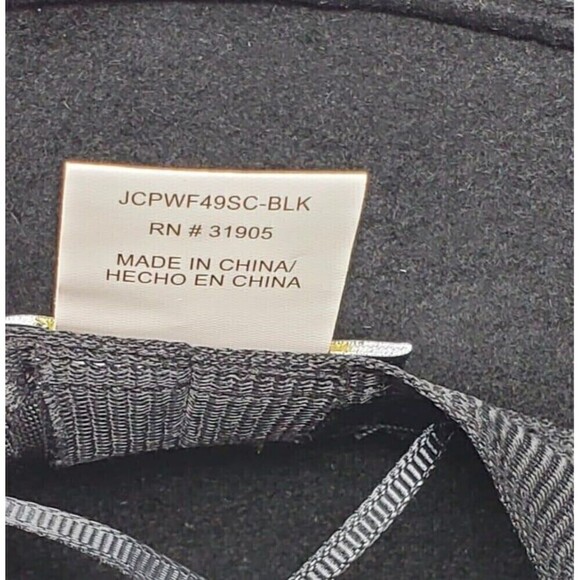 JCPWF49SC-BLK
RN # 31905
MADE IN CHINA/
HECHO EN CHINA